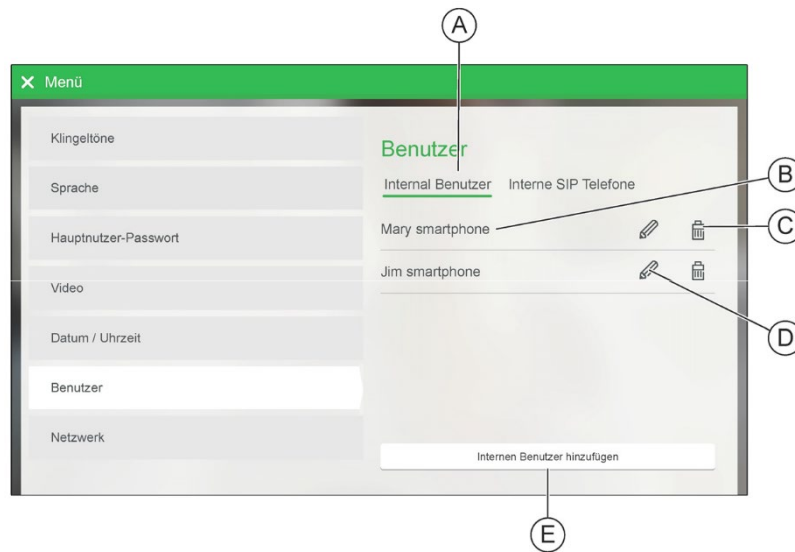 A
Menü
Klingeltöne
Sprache
Hauptnutzer-Passwort
Video
Datum / Uhrzeit
Benutzer
Netzwerk
Benutzer
Internal Benutzer Interne SIP Telefone
Mary smartphone
Jim smartphone
Internen Benutzer hinzufügen
B
C
D
E